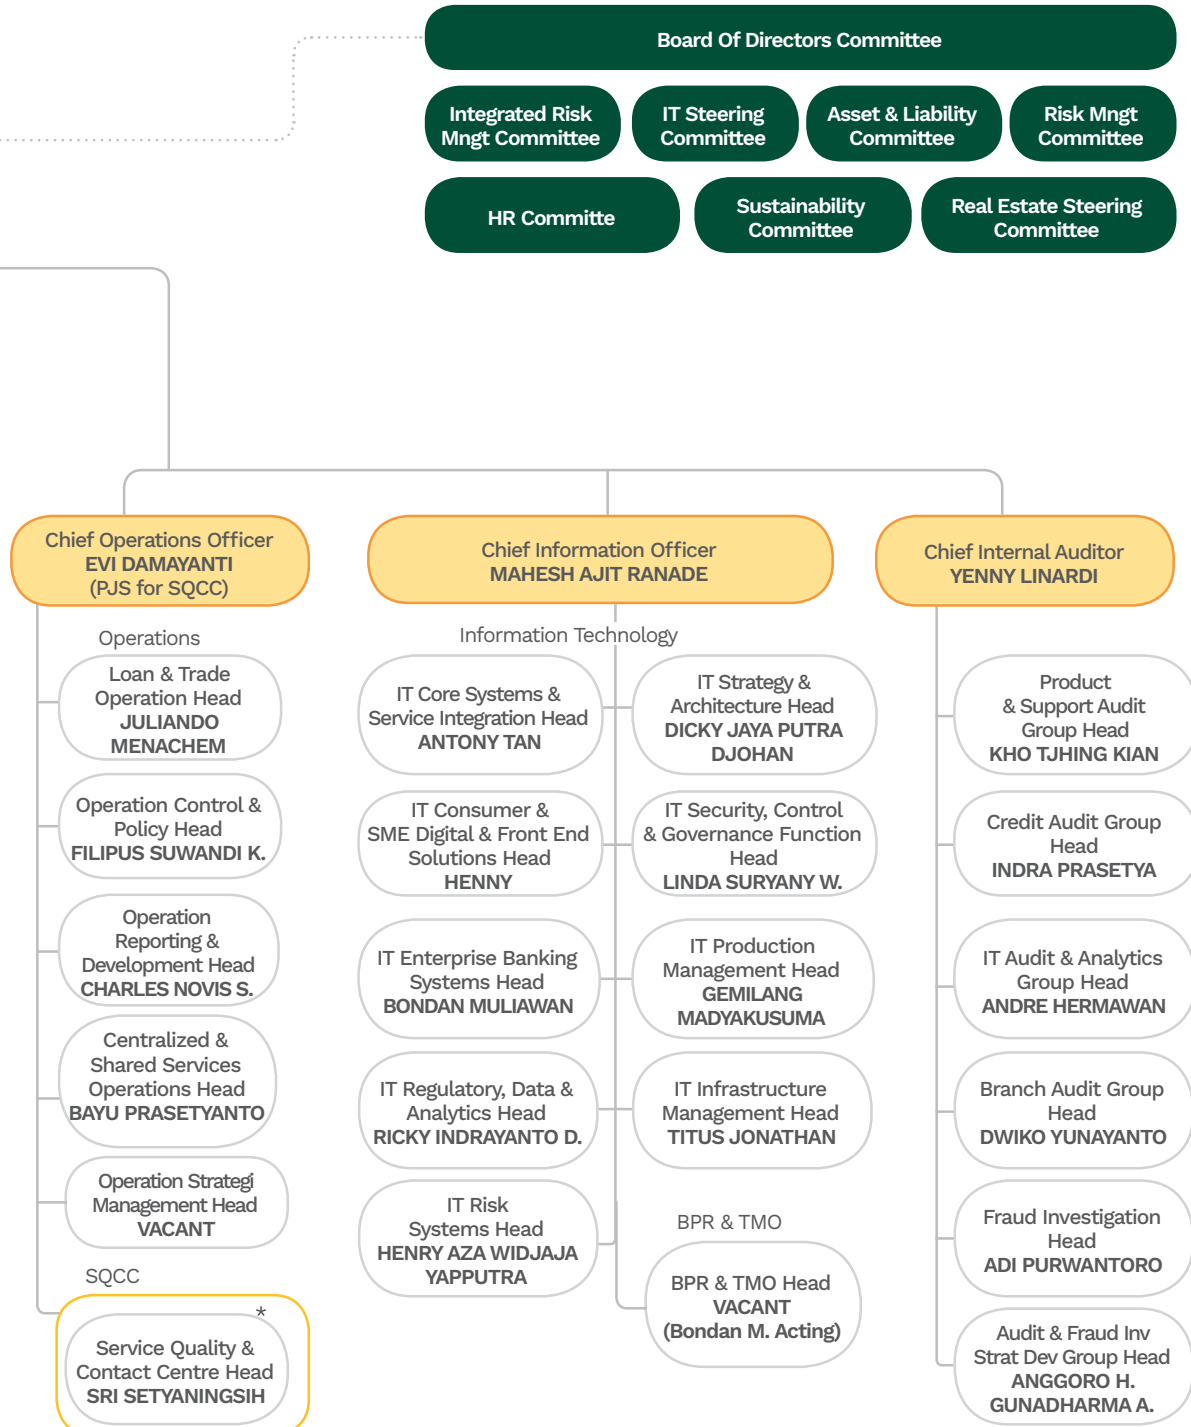 Board Of Directors Committee
Integrated Risk
Mngt Committee
IT Steering
Committee
Asset & Liability
Committee
Risk Mngt
Committee
HR Committe
Sustainability
Committee
Real Estate Steering
Committee
Chief Operations Officer
EVI DAMAYANTI
(PJS for SQCC)
Operations
Loan & Trade
Operation Head
JULIANDO
MENACHEM
Operation Control &
Policy Head
FILIPUS SUWANDI K.
Operation
Reporting &
Development Head
CHARLES NOVIS S.
Centralized &
Shared Services
Operations Head
BAYU PRASETYANTO
Operation Strategi
Management Head
VACANT
SQCC
*
Service Quality &
Contact Centre Head
SRI SETYANINGSIH
Chief Information Officer
MAHESH AJIT RANADE
Information Technology
IT Core Systems &
Service Integration Head
ANTONY TAN
IT Strategy &
Architecture Head
DICKY JAYA PUTRA
DJOHAN
IT Consumer &
SME Digital & Front End
Solutions Head
HENNY
IT Security, Control
& Governance Function
Head
LINDA SURYANY W.
IT Enterprise Banking
Systems Head
BONDAN MULIAWAN
IT Production
Management Head
GEMILANG
MADYAKUSUMA
IT Regulatory, Data &
Analytics Head
RICKY INDRAYANTO D.
IT Infrastructure
Management Head
TITUS JONATHAN
IT Risk
Systems Head
HENRY AZA WIDJAJA
YAPPUTRA
BPR & TMO
BPR & TMO Head
VACANT
(Bondan M. Acting)
Chief Internal Auditor
YENNY LINARDI
Product
& Support Audit
Group Head
KHO TJHING KIAN
Credit Audit Group
Head
INDRA PRASETYA
IT Audit & Analytics
Group Head
ANDRE HERMAWAN
Branch Audit Group
Head
DWIKO YUNAYANTO
Fraud Investigation
Head
ADI PURWANTORO
Audit & Fraud Inv
Strat Dev Group Head
ANGGORO H.
GUNADHARMA A.